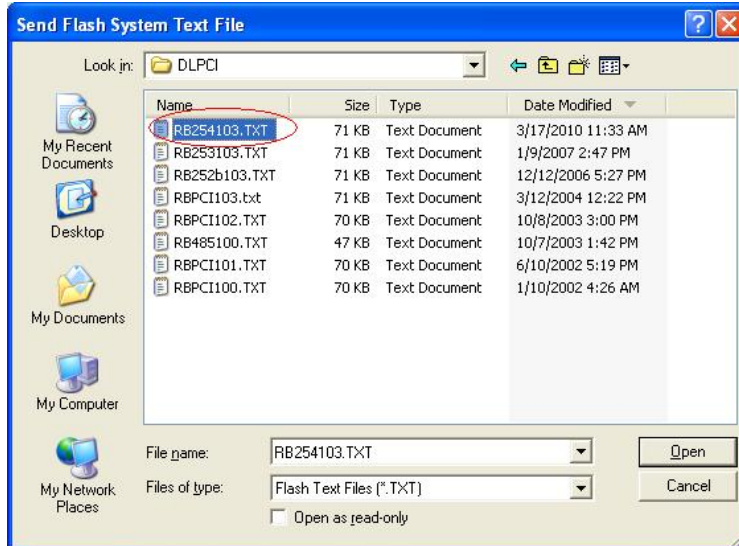 Send Flash System Text File
Look in: DLPCI
Name Size Type Date Modified
RB254103.TXT 71 KB Text Document 3/17/2010 11:33 AM
RB253103.TXT 71 KB Text Document 1/9/2007 2:47 PM
RB252b103.TXT 71 KB Text Document 12/12/2006 5:27 PM
RBPCI103.txt 71 KB Text Document 3/12/2004 12:22 PM
RBPCI102.TXT 70 KB Text Document 10/8/2003 3:00 PM
RB485100.TXT 47 KB Text Document 10/7/2003 1:42 PM
RBPCI101.TXT 70 KB Text Document 6/10/2002 5:19 PM
RBPCI100.TXT 70 KB Text Document 1/10/2002 4:26 AM
My Recent
Documents
Desktop
My Documents
My Computer
My Network
Places
File name: RB254103.TXT Open
Files of type: Flash Text Files (*.TXT) Cancel
Open as read-only